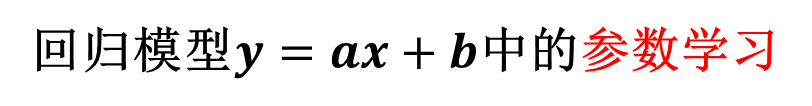 回归模型y = ax + b中的参数学习